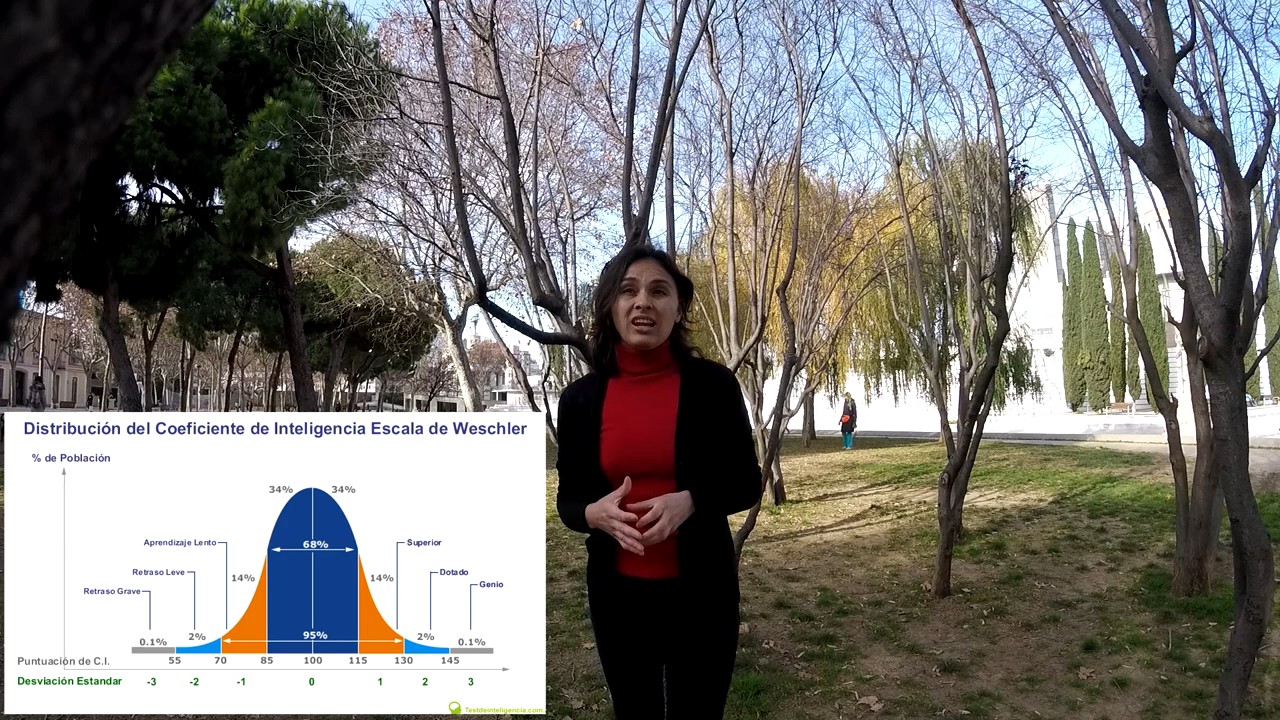 Distribución del Coeficiente de Inteligencia Escala de Weschler
% de Población
34% 34%
68%
Aprendizaje Lento Superior
Retraso Leve Dotado
14% 14%
Retraso Grave Genio
95%
0.1% 2% 2% 0.1%
Puntuación de C.I. 55 70 85 100 115 130 145
Desviación Estandar -3 -2 -1 0 1 2 3
Testdeinteligencia.com